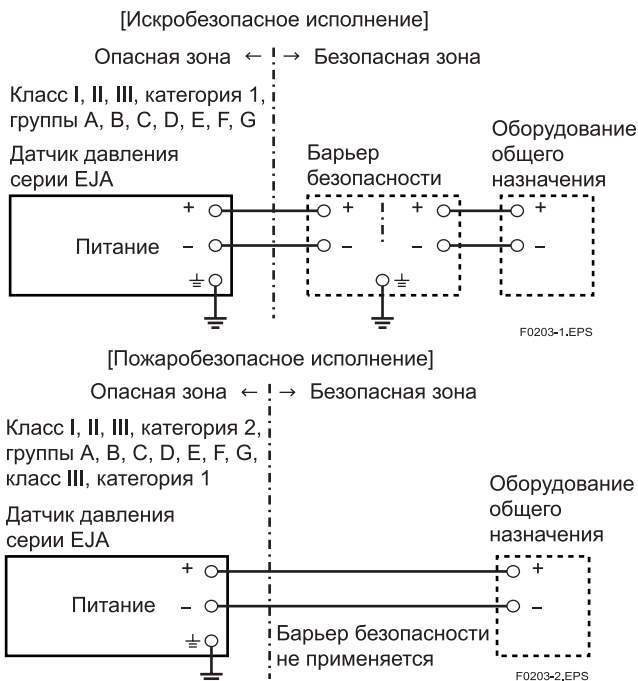 [Искробезопасное исполнение]
Опасная зона ← → Безопасная зона
Класс I, II, III, категория 1,
группы A, B, C, D, E, F, G
Датчик давления
серии EJA
Барьер
безопасности
Оборудование
общего
назначения
+ + + +
Питание – – – –
F0203-1.EPS
[Пожаробезопасное исполнение]
Опасная зона ← → Безопасная зона
Класс I, II, III, категория 2,
группы A, B, C, D, E, F, G,
класс III, категория 1
Датчик давления
серии EJA
Оборудование
общего
назначения
+ +
Питание – –
Барьер безопасности
не применяется
F0203-2.EPS